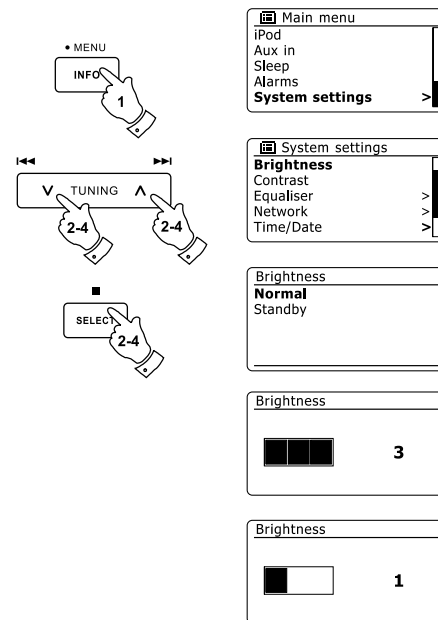 • MENU
INFO
1
TUNING
2-4
2-4
SELECT
2-4
Main menu
iPod
Aux in
Sleep
Alarms
System settings >
System settings
Brightness
Contrast
Equaliser >
Network >
Time/Date >
Brightness
Normal
Standby
Brightness
3
Brightness
1